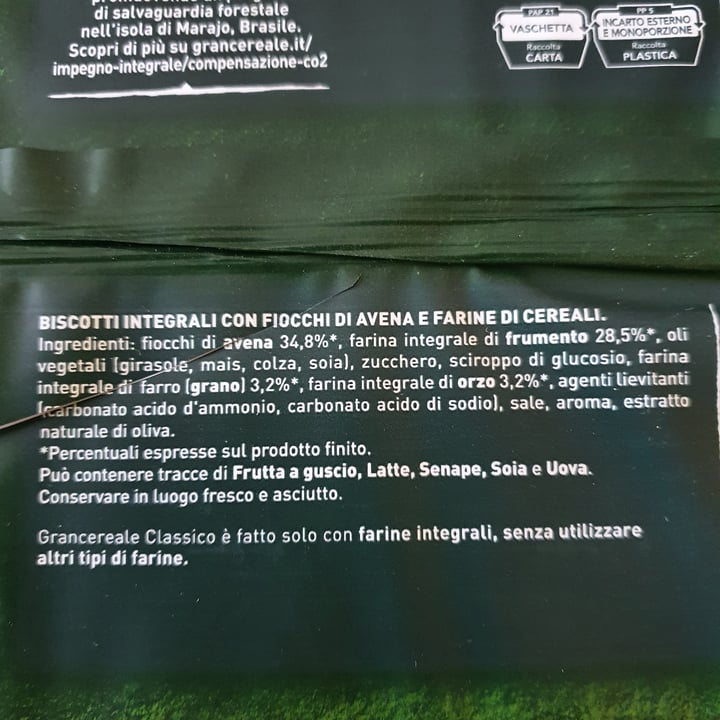 di salvaguardia forestale
nell'isola di Marajo, Brasile.
Scopri di più su grancereale.it/
impegno-integrale/compensazione-co2
PAP 21
VASCHETTA
Raccolta
CARTA
PP 5
INCARTO ESTERNO
E MONOPORZIONE
Raccolta
PLASTICA
BISCOTTI INTEGRALI CON FIOCCHI DI AVENA E FARINE DI CEREALI.
Ingredienti: fiocchi di avena 34,8%*, farina integrale di frumento 28,5%*, oli
vegetali (girasole, mais, colza, soia), zucchero, sciroppo di glucosio, farina
integrale di farro (grano) 3,2%*, farina integrale di orzo 3,2%*, agenti lievitanti
(carbonato acido d'ammonio, carbonato acido di sodio), sale, aroma, estratto
naturale di oliva.
*Percentuali espresse sul prodotto finito.
Può contenere tracce di Frutta a guscio, Latte, Senape, Soia e Uova.
Conservare in luogo fresco e asciutto.
Grancereale Classico è fatto solo con farine integrali, senza utilizzare
altri tipi di farine.